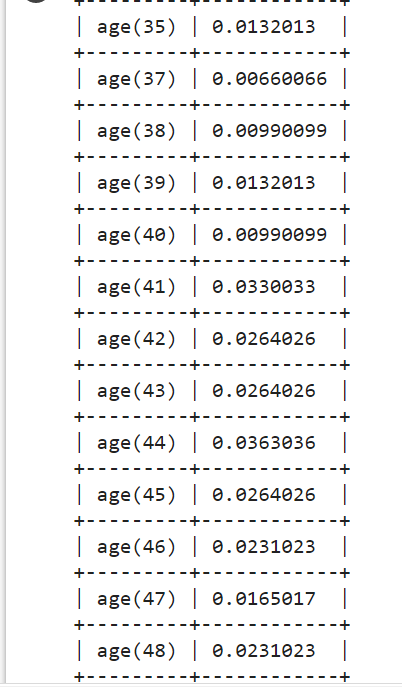 +---------+------------+
| age(35) | 0.0132013  |
+---------+------------+
| age(37) | 0.00660066 |
+---------+------------+
| age(38) | 0.00990099 |
+---------+------------+
| age(39) | 0.0132013  |
+---------+------------+
| age(40) | 0.00990099 |
+---------+------------+
| age(41) | 0.0330033  |
+---------+------------+
| age(42) | 0.0264026  |
+---------+------------+
| age(43) | 0.0264026  |
+---------+------------+
| age(44) | 0.0363036  |
+---------+------------+
| age(45) | 0.0264026  |
+---------+------------+
| age(46) | 0.0231023  |
+---------+------------+
| age(47) | 0.0165017  |
+---------+------------+
| age(48) | 0.0231023  |
+---------+------------+